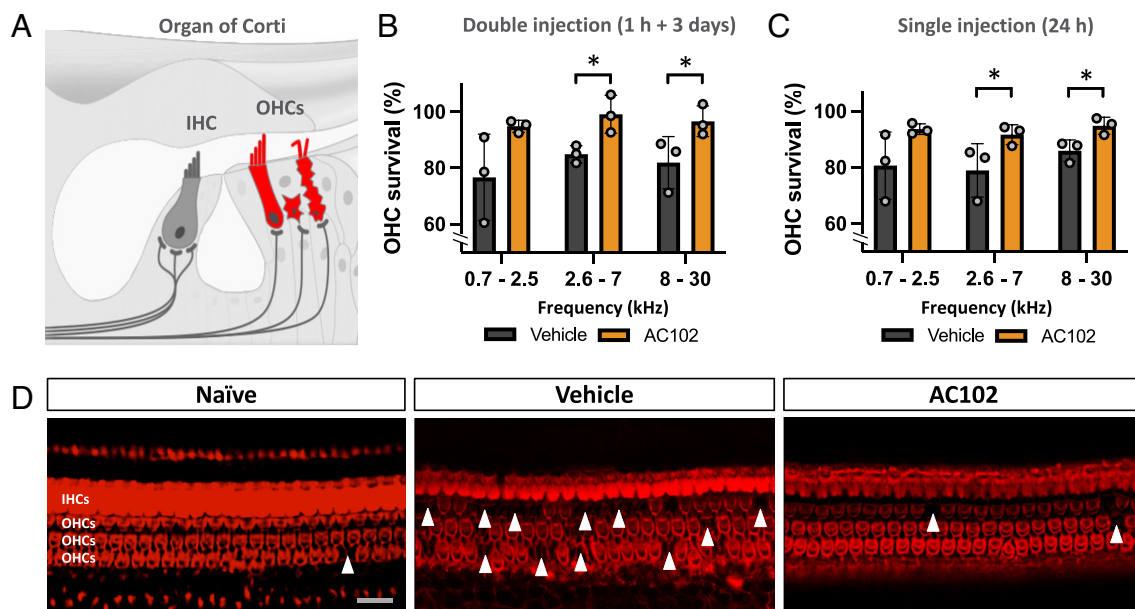 A
Organ of Corti
IHC
OHCs
B
Double injection (1 h + 3 days)
OHC survival (%)
100
80
60
*
*
0.7 - 2.5
2.6 - 7
8 - 30
Frequency (kHz)
Vehicle
AC102
C
Single injection (24 h)
OHC survival (%)
100
80
60
*
*
0.7 - 2.5
2.6 - 7
8 - 30
Frequency (kHz)
Vehicle
AC102
D
Naïve
Vehicle
AC102
IHCs
OHCs
OHCs
OHCs